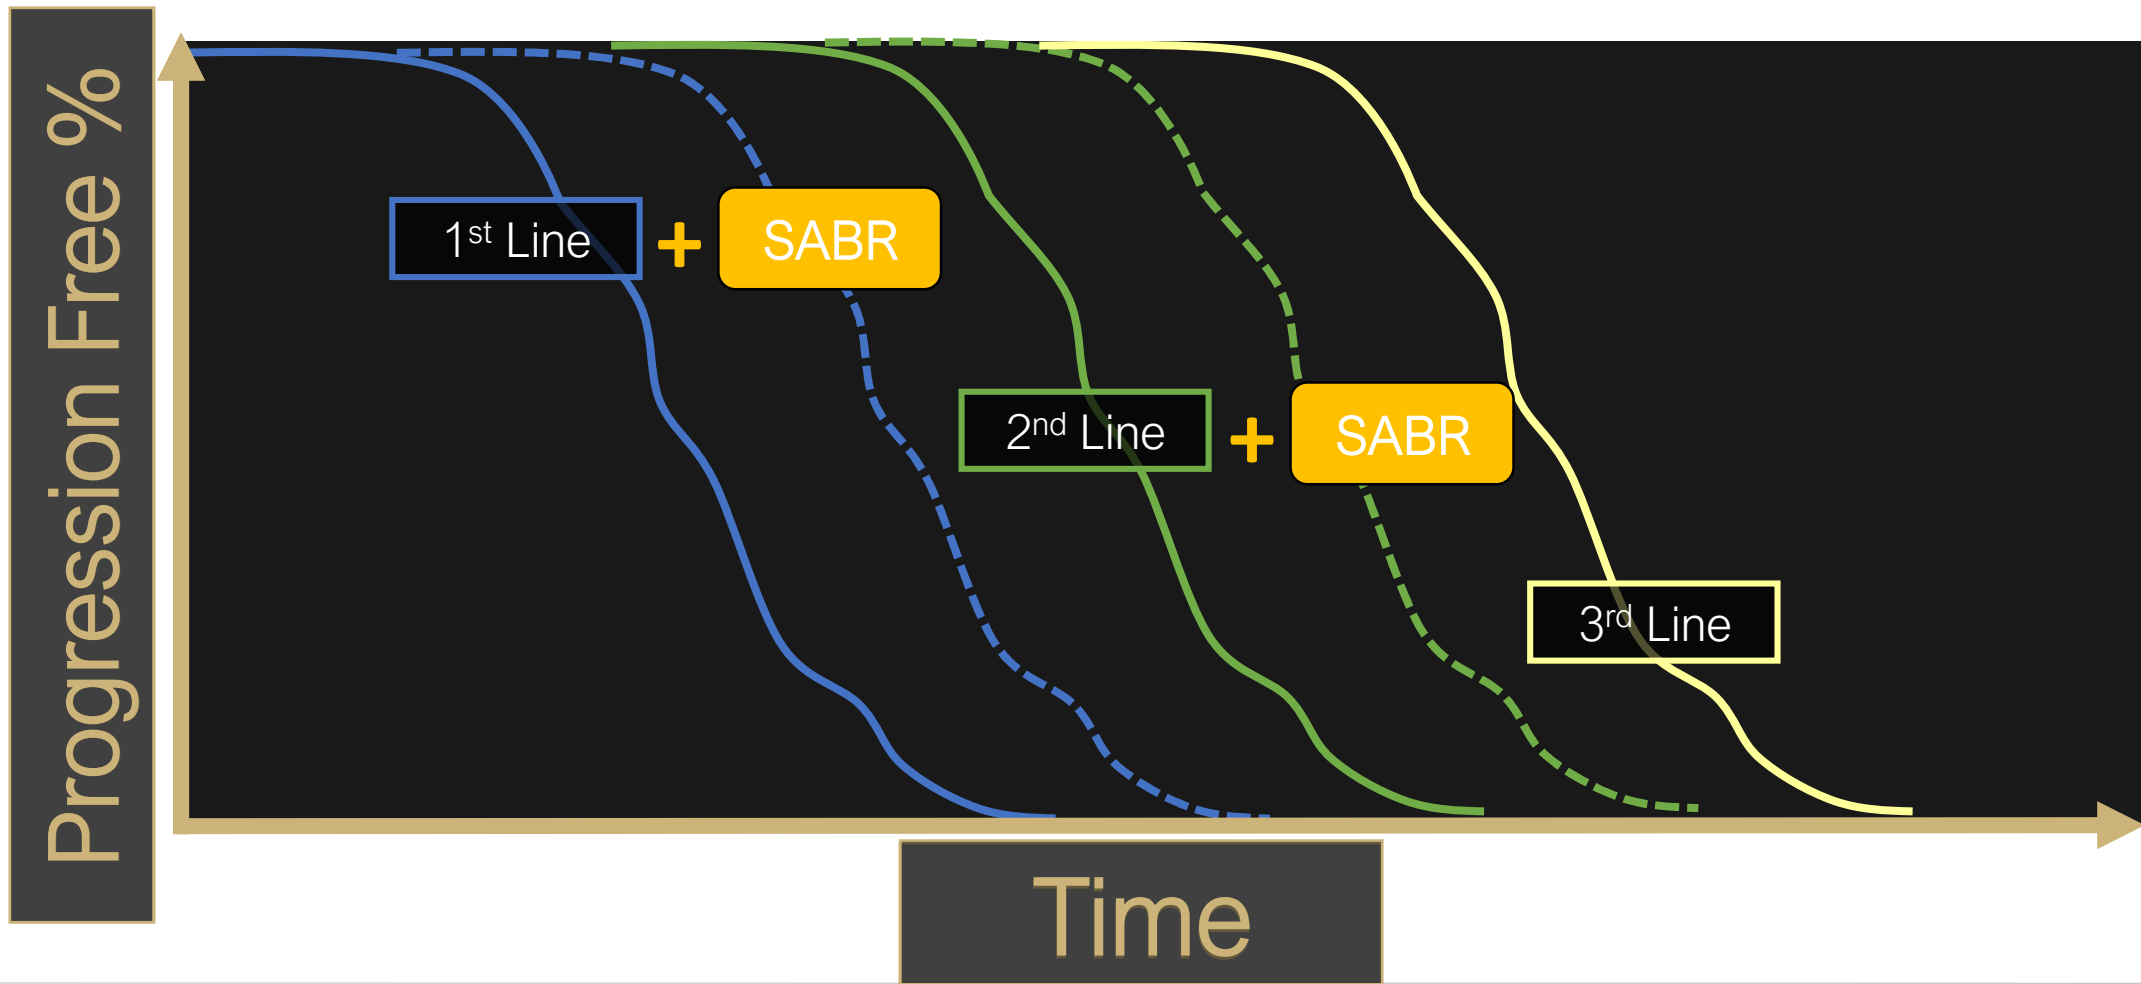 Progression Free %
1st Line + SABR
2nd Line + SABR
3rd Line
Time